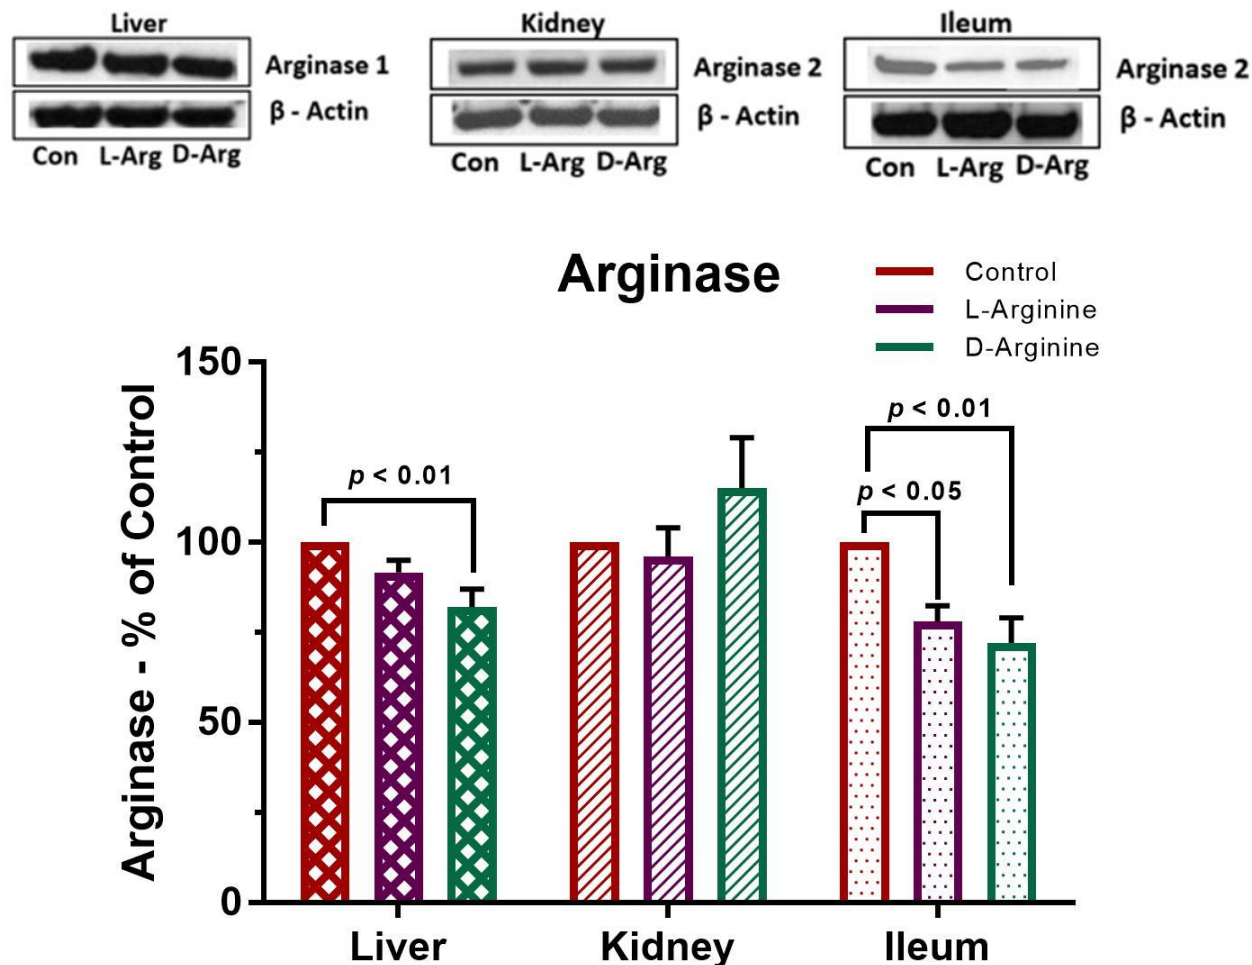 Liver
Arginase 1
β - Actin
Con L-Arg D-Arg
Kidney
Arginase 2
β - Actin
Con L-Arg D-Arg
Ileum
Arginase 2
β - Actin
Con L-Arg D-Arg
Arginase
Control
L-Arginine
D-Arginine
Arginase - % of Control
150
100
50
0
p < 0.01
p < 0.01
p < 0.05
Liver Kidney Ileum